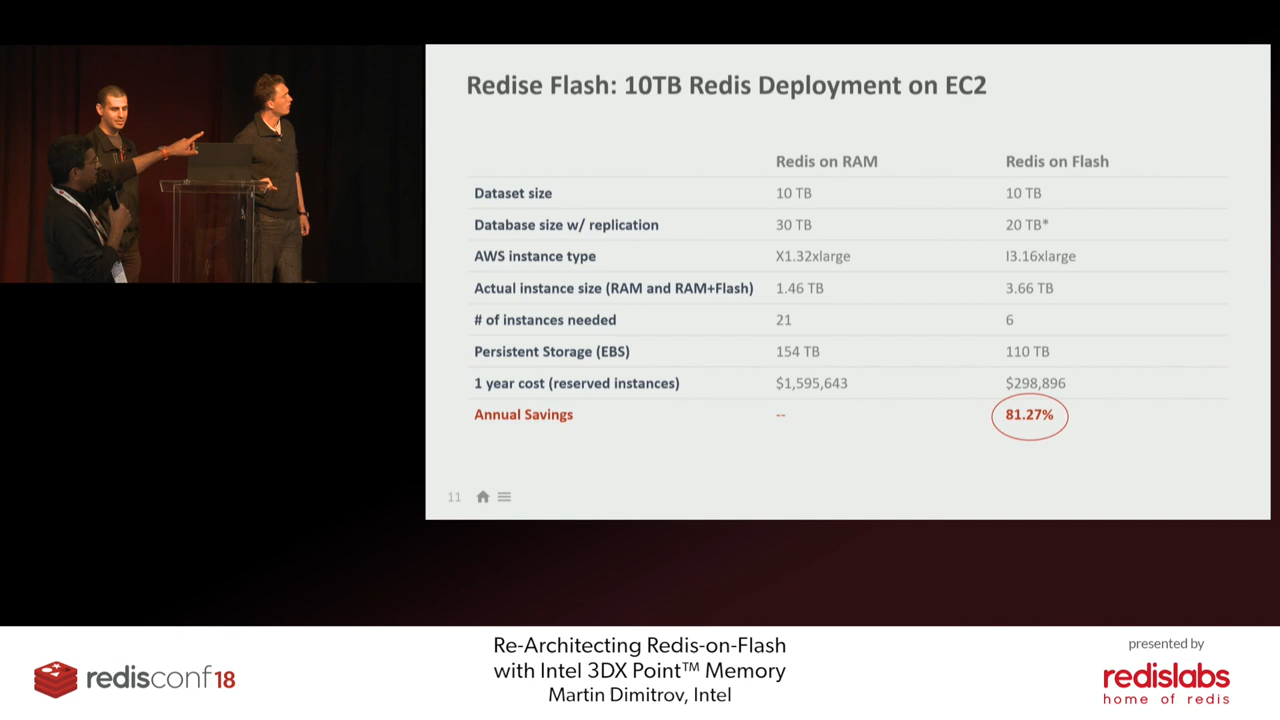 Redise Flash: 10TB Redis Deployment on EC2
Redis on RAM Redis on Flash
Dataset size 10 TB 10 TB
Database size w/ replication 30 TB 20 TB*
AWS instance type X1.32xlarge I3.16xlarge
Actual instance size (RAM and RAM+Flash) 1.46 TB 3.66 TB
# of instances needed 21 6
Persistent Storage (EBS) 154 TB 110 TB
1 year cost (reserved instances) $1,595,643 $298,896
Annual Savings -- 81.27%
11
redisconf18
Re-Architecting Redis-on-Flash
with Intel 3DX Point™ Memory
Martin Dimitrov, Intel
presented by
redislabs
home of redis